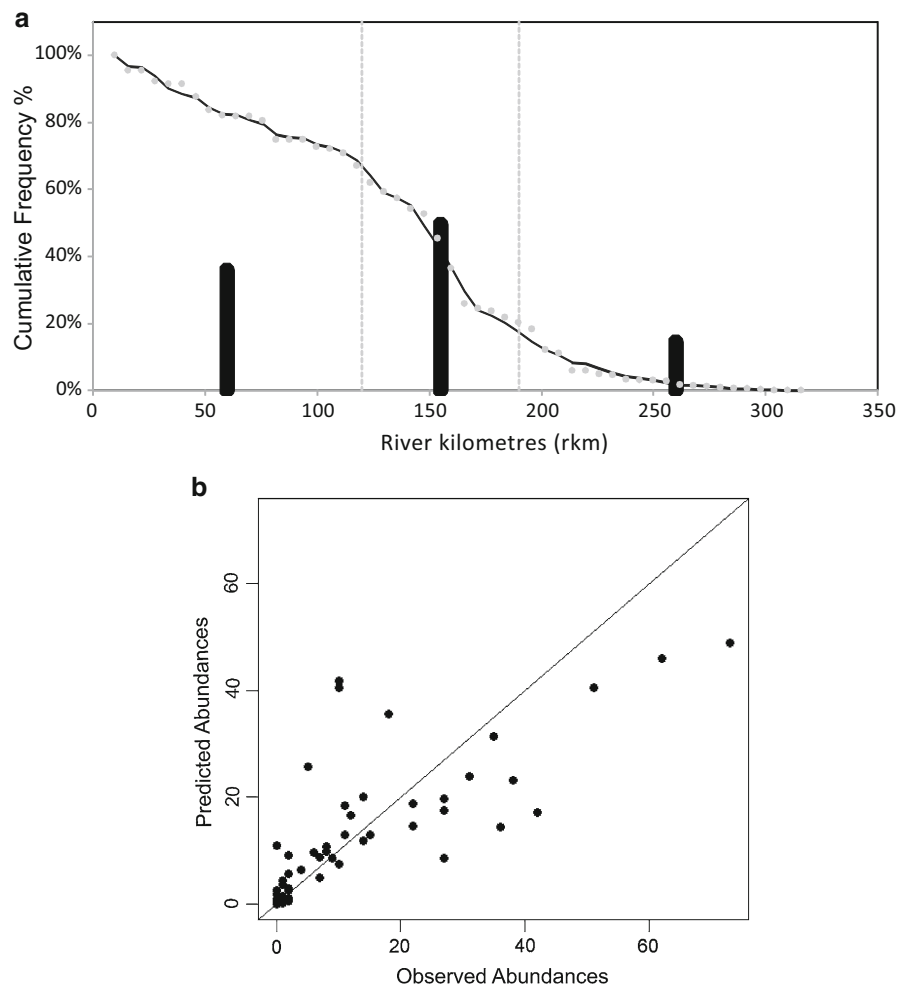 a
Cumulative Frequency %
100%
80%
60%
40%
20%
0%
0 50 100 150 200 250 300 350
River kilometres (rkm)
b
Predicted Abundances
60
40
20
0
0 20 40 60
Observed Abundances